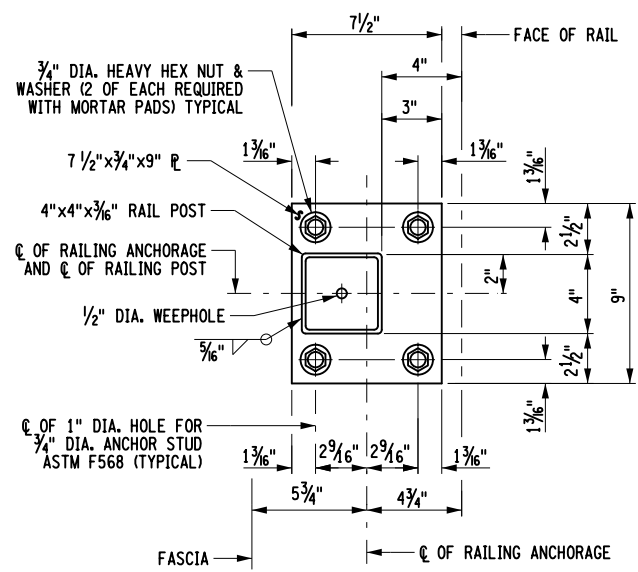 7½"
FACE OF RAIL
¾" DIA. HEAVY HEX NUT &
WASHER (2 OF EACH REQUIRED
WITH MORTAR PADS) TYPICAL
4"
3"
1³⁄₁₆"
1³⁄₁₆"
1³⁄₁₆"
7 ½"x¾"x9" ℄
S
4"x4"x³⁄₁₆" RAIL POST
2½"
℄ OF RAILING ANCHORAGE
AND ℄ OF RAILING POST
2"
4"
9"
½" DIA. WEEPHOLE
⁵⁄₁₆"
2½"
1³⁄₁₆"
℄ OF 1" DIA. HOLE FOR
¾" DIA. ANCHOR STUD
ASTM F568 (TYPICAL)
1³⁄₁₆"
2⁹⁄₁₆"
2⁹⁄₁₆"
1³⁄₁₆"
5¾"
4¾"
FASCIA
℄ OF RAILING ANCHORAGE